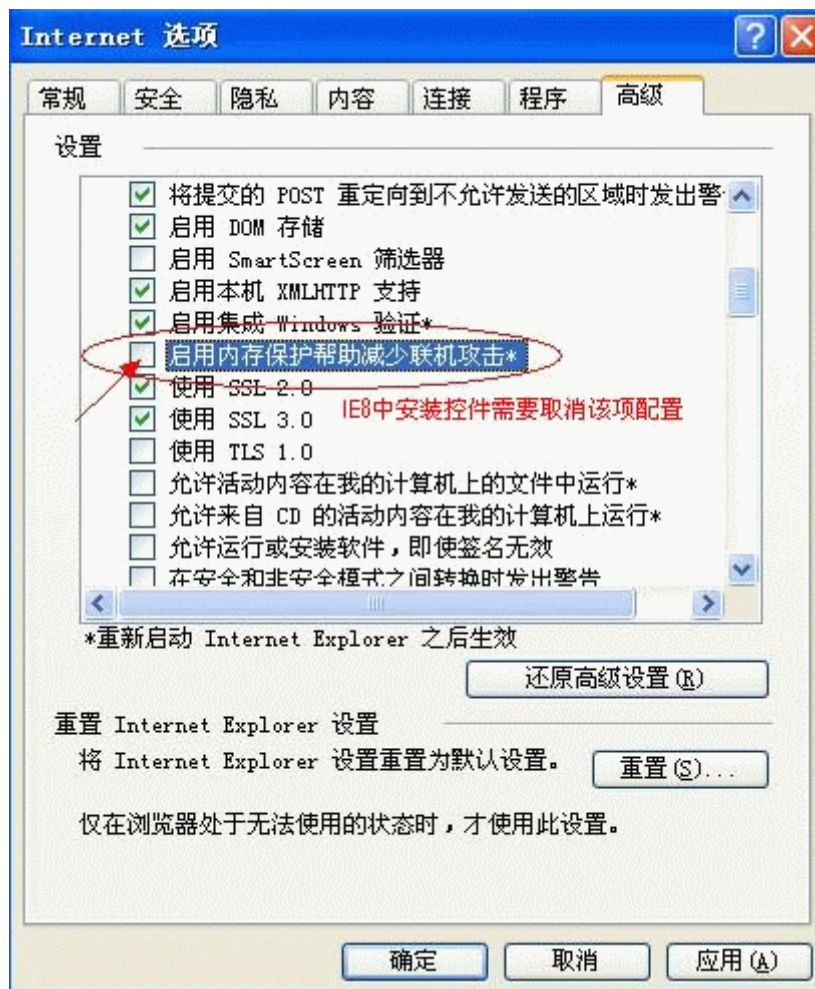 Internet 选项
常规 安全 隐私 内容 连接 程序 高级
设置
将提交的 POST 重定向到不允许发送的区域时发出警
启用 DOM 存储
启用 SmartScreen 筛选器
启用本机 XMLHTTP 支持
启用集成 Windows 验证*
启用内存保护帮助减少联机攻击*
使用 SSL 2.0
使用 SSL 3.0
IE8中安装控件需要取消该项配置
使用 TLS 1.0
允许活动内容在我的计算机上的文件中运行*
允许来自 CD 的活动内容在我的计算机上运行*
允许运行或安装软件，即使签名无效
在安全和非安全模式之间转换时发出警告
*重新启动 Internet Explorer 之后生效
还原高级设置(R)
重置 Internet Explorer 设置
将 Internet Explorer 设置重置为默认设置。
重置(S)...
仅在浏览器处于无法使用的状态时，才使用此设置。
确定 取消 应用(A)